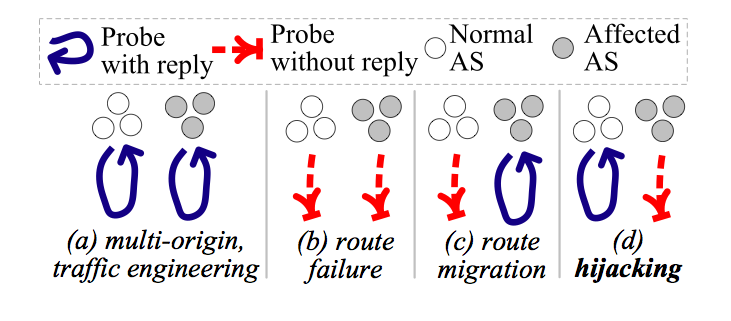 Probe with reply
Probe without reply
Normal AS
Affected AS
(a) multi-origin,
traffic engineering
(b) route
failure
(c) route
migration
(d)
hijacking